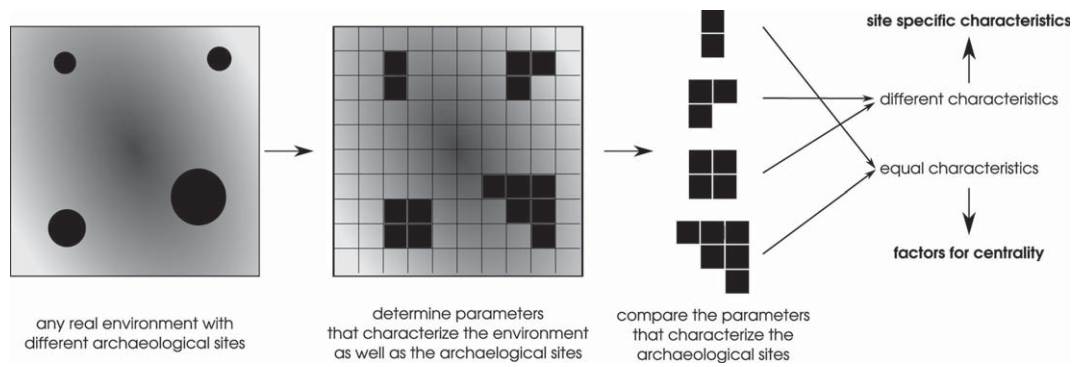 site specific characteristics
different characteristics
equal characteristics
factors for centrality
any real environment with
different archaeological sites
determine parameters
that characterize the environment
as well as the archaelogical sites
compare the parameters
that characterize the
archaeological sites